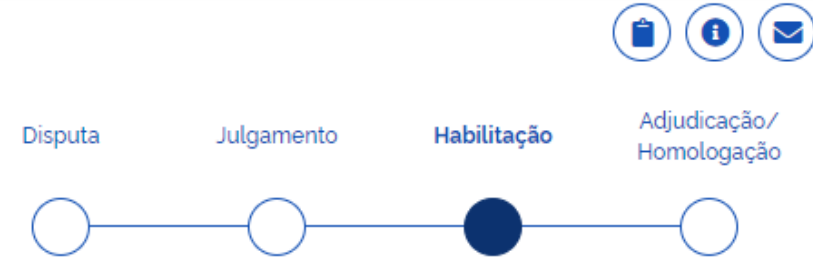 Disputa
Julgamento
Habilitação
Adjudicação/
Homologação